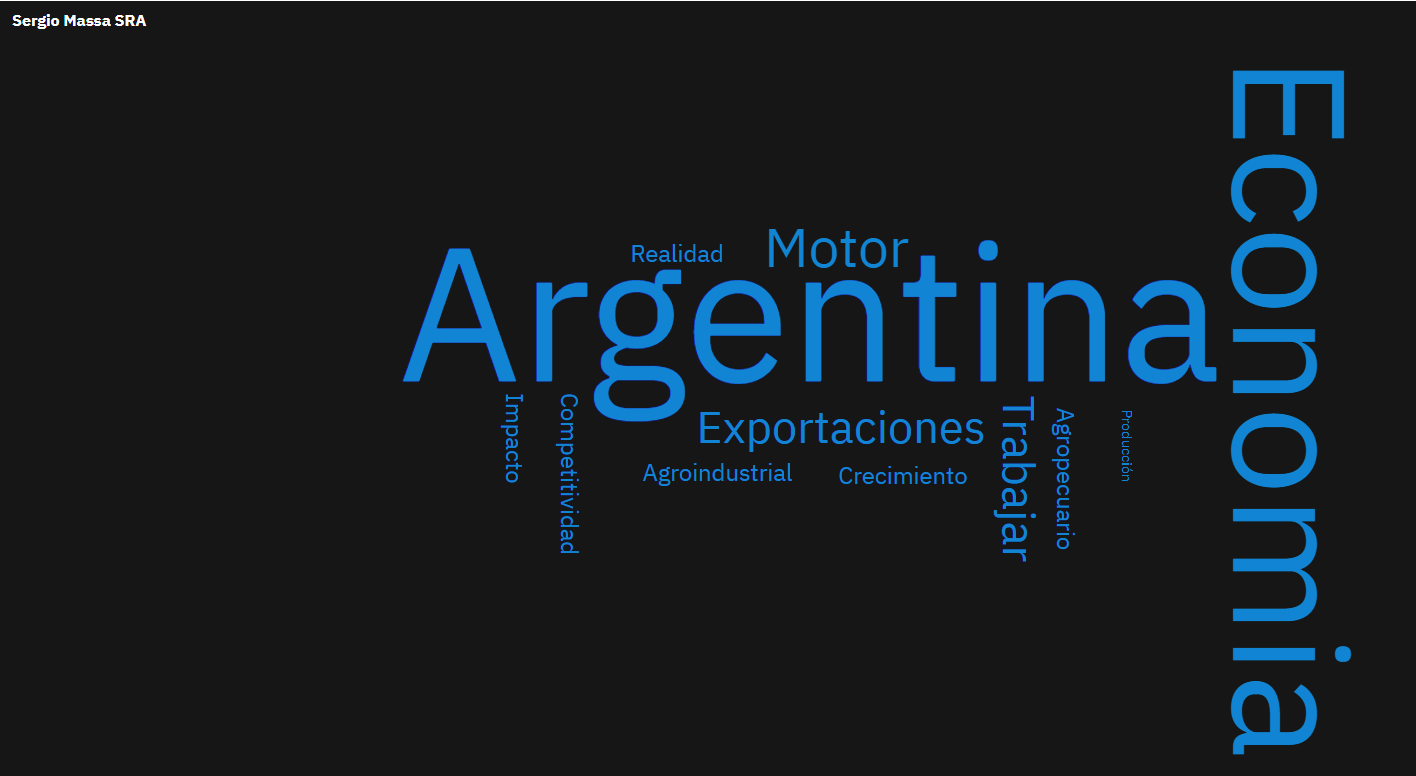 Sergio Massa SRA
Economia
Realidad
Motor
Argentina
Impacto
Competitividad
Exportaciones
Trabajar
Agropecuario
Producción
Agroindustrial
Crecimiento